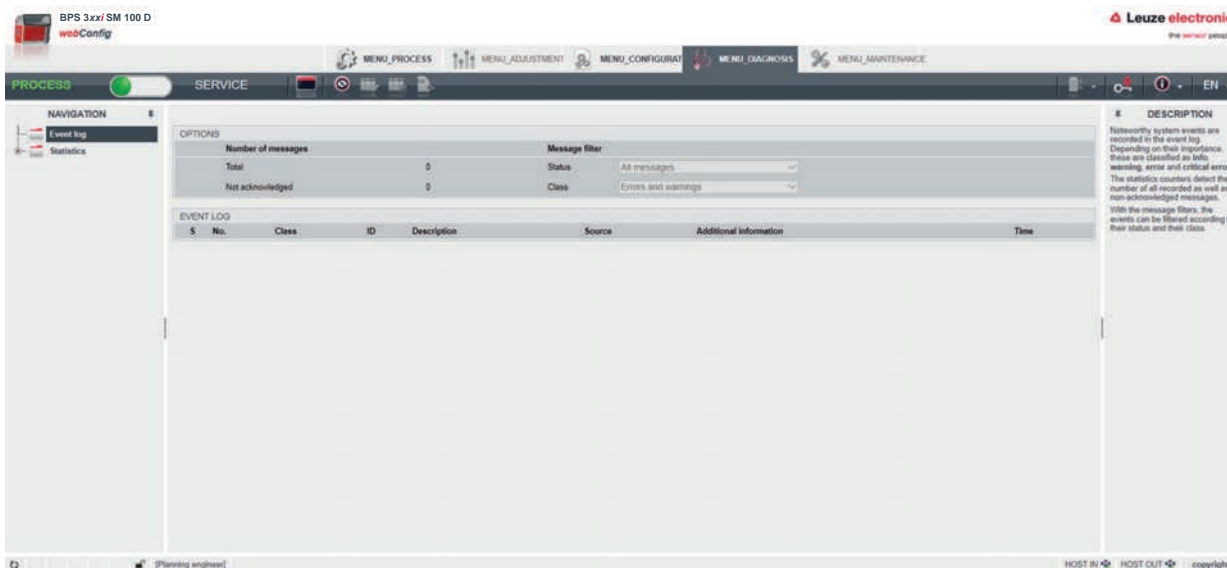 BPS 3xxi SM 100 D
webConfig
Leuze electronic
the sensor people
MENU_PROCESS MENU_ADJUSTMENT MENU_CONFIGURAT MENU_DIAGNOSIS MENU_MAINTENANCE
PROCESS SERVICE EN
NAVIGATION
Event log
Statistics
OPTIONS
Number of messages Message filter
Total 0 Status All messages
Not acknowledged 0 Class Errors and warnings
EVENT LOG
S No. Class ID Description Source Additional information Time
DESCRIPTION
Noteworthy system events are
recorded in the event log.
Depending on their importance,
these are classified as info,
warning, error and critical erro
The statistics counters detect the
number of all recorded as well as
non-acknowledged messages.
With the message filters, the
events can be filtered according
their status and their class.
[Planning engineer] HOST IN HOST OUT copyright